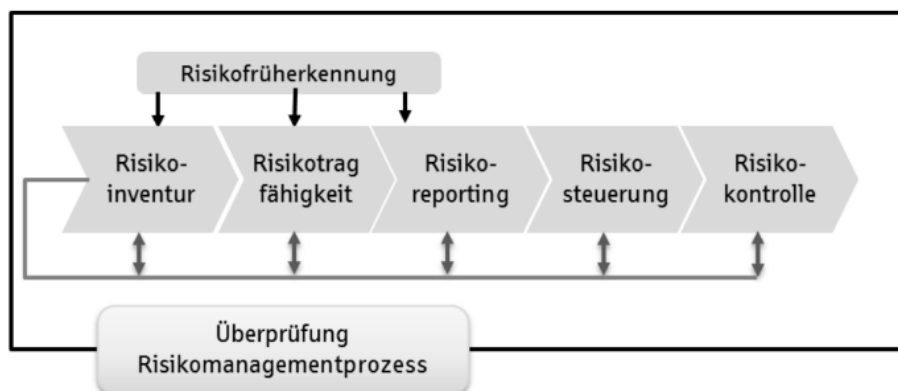 Risikofrüherkennung
Risiko-
inventur
Risikotrag
fähigkeit
Risiko-
reporting
Risiko-
steuerung
Risiko-
kontrolle
Überprüfung
Risikomanagementprozess